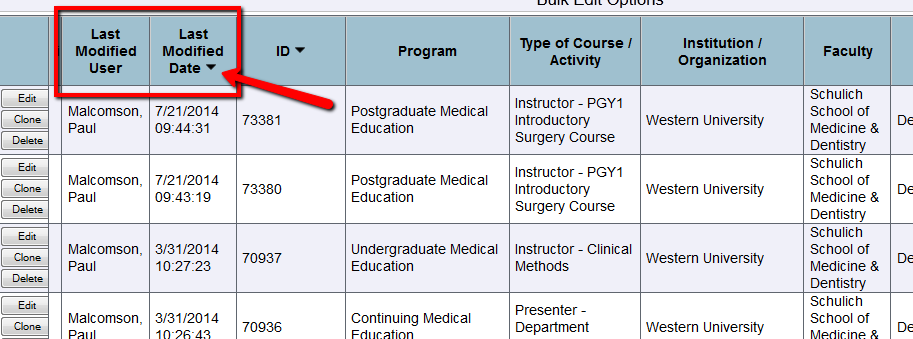 Bulk Edit Options
Last
Modified
User
Last
Modified
Date
ID
Program
Type of Course /
Activity
Institution /
Organization
Faculty
Edit
Clone
Delete
Malcomson,
Paul
7/21/2014
09:44:31
73381
Postgraduate Medical
Education
Instructor - PGY1
Introductory
Surgery Course
Western University
Schulich
School of
Medicine &
Dentistry
De
Edit
Clone
Delete
Malcomson,
Paul
7/21/2014
09:43:19
73380
Postgraduate Medical
Education
Instructor - PGY1
Introductory
Surgery Course
Western University
Schulich
School of
Medicine &
Dentistry
De
Edit
Clone
Delete
Malcomson,
Paul
3/31/2014
10:27:23
70937
Undergraduate Medical
Education
Instructor - Clinical
Methods
Western University
Schulich
School of
Medicine &
Dentistry
De
Edit
Clone
Malcomson,
Paul
3/31/2014
10:26:43
70936
Continuing Medical
Education
Presenter -
Department
Western University
Schulich
School of
Medicine &
De